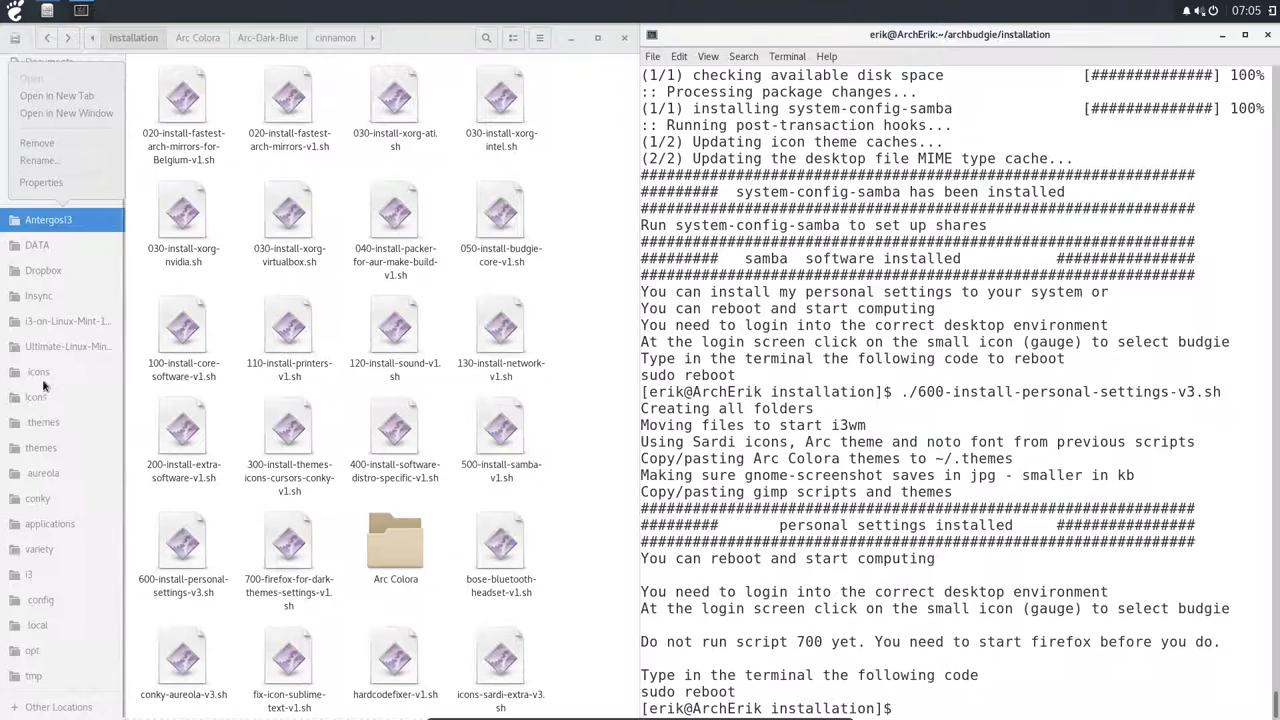 07:05
Installation
Arc Colora
Arc-Dark-Blue
cinnamon
Documents
Open
Open in New Tab
Open in New Window
Remove
Rename...
Properties
AntergosI3
DATA
Dropbox
Insync
i3-on-Linux-Mint-1...
Ultimate-Linux-Min...
.icons
icons
.themes
themes
.aureola
conky
applications
variety
i3
.config
.local
opt
tmp
Other Locations
020-install-fastest-
arch-mirrors-for-
Belgium-v1.sh
020-install-fastest-
arch-mirrors-v1.sh
030-install-xorg-ati.
sh
030-install-xorg-
intel.sh
030-install-xorg-
nvidia.sh
030-install-xorg-
virtualbox.sh
040-install-packer-
for-aur-make-build-
v1.sh
050-install-budgie-
core-v1.sh
100-install-core-
software-v1.sh
110-install-printers-
v1.sh
120-install-sound-v1.
sh
130-install-network-
v1.sh
200-install-extra-
software-v1.sh
300-install-themes-
icons-cursors-conky-
v1.sh
400-install-software-
distro-specific-v1.sh
500-install-samba-
v1.sh
600-install-personal-
settings-v3.sh
700-firefox-for-dark-
themes-settings-v1.
sh
Arc Colora
bose-bluetooth-
headset-v1.sh
conky-aureola-v3.sh
fix-icon-sublime-
text-v1.sh
hardcodefixer-v1.sh
icons-sardi-extra-v3.
sh
erik@ArchErik:~/archbudgie/installation
File Edit View Search Terminal Help
(1/1) checking available disk space [##############] 100%
:: Processing package changes...
(1/1) installing system-config-samba [##############] 100%
:: Running post-transaction hooks...
(1/2) Updating icon theme caches...
(2/2) Updating the desktop file MIME type cache...
################################################################
######### system-config-samba has been installed
################################################################
Run system-config-samba to set up shares
################################################################
######### samba software installed ################
################################################################
You can install my personal settings to your system or
You can reboot and start computing
You need to login into the correct desktop environment
At the login screen click on the small icon (gauge) to select budgie
Type in the terminal the following code to reboot
sudo reboot
[erik@ArchErik installation]$ ./600-install-personal-settings-v3.sh
Creating all folders
Moving files to start i3wm
Using Sardi icons, Arc theme and noto font from previous scripts
Copy/pasting Arc Colora themes to ~/.themes
Making sure gnome-screenshot saves in jpg - smaller in kb
Copy/pasting gimp scripts and themes
################################################################
######### personal settings installed ################
################################################################
You can reboot and start computing
You need to login into the correct desktop environment
At the login screen click on the small icon (gauge) to select budgie
Do not run script 700 yet. You need to start firefox before you do.
Type in the terminal the following code
sudo reboot
[erik@ArchErik installation]$